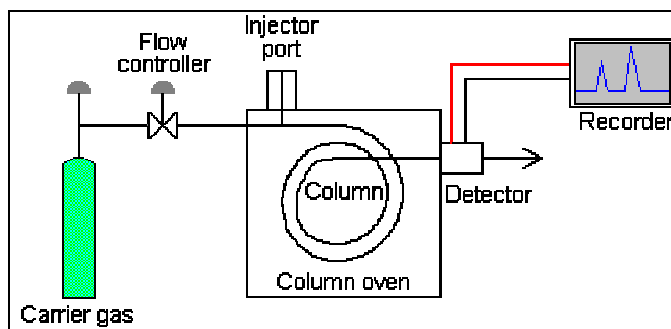 Injector
port
Flow
controller
Recorder
Column
Detector
Column oven
Carrier gas